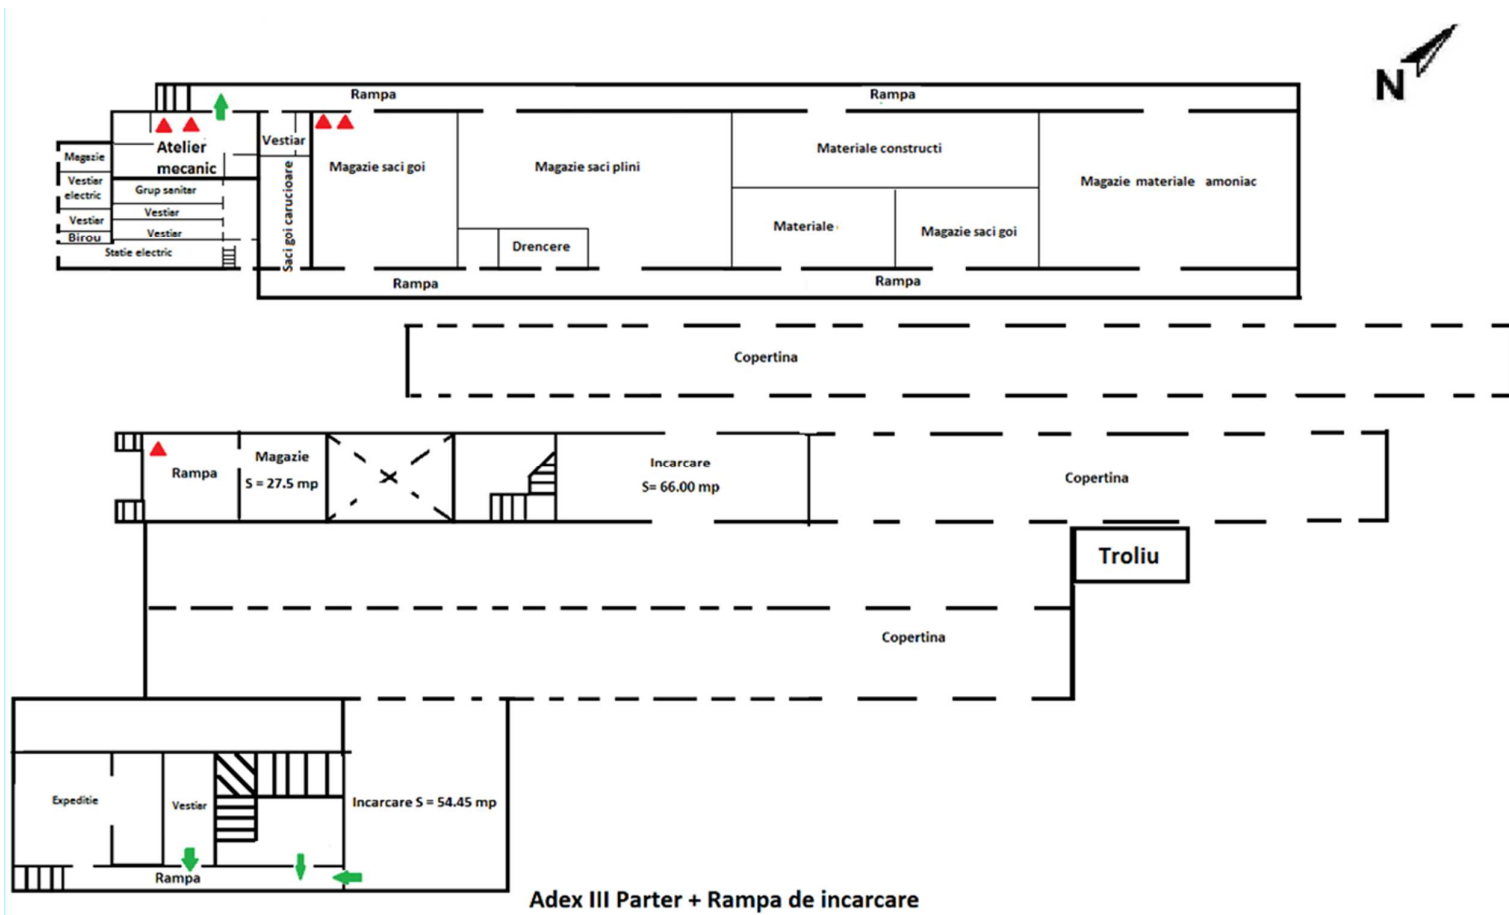 N
Rampa
Rampa
Vestiar
Magazie
Atelier
mecanic
Magazie saci goi
Magazie saci plini
Materiale constructi
Magazie materiale amoniac
Vestiar
electric
Grup sanitar
Vestiar
Vestiar
Vestiar
Birou
Statie electric
Saci goi carucioare
Drencere
Materiale
Magazie saci goi
Rampa
Rampa
Copertina
Rampa
Magazie
S = 27.5 mp
Incarcare
S= 66.00 mp
Copertina
Troliu
Copertina
Expeditie
Vestiar
Incarcare S = 54.45 mp
Rampa
Adex III Parter + Rampa de incarcare